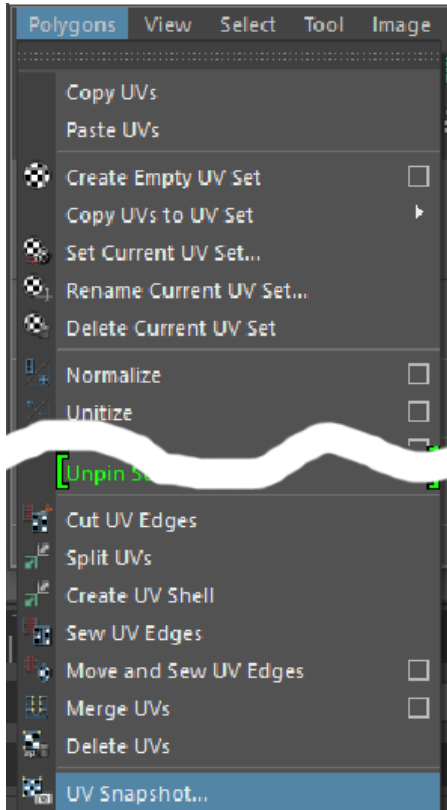 Polygons View Select Tool Image
Copy UVs
Paste UVs
Create Empty UV Set
Copy UVs to UV Set
Set Current UV Set...
Rename Current UV Set...
Delete Current UV Set
Normalize
Unitize
Unpin
Cut UV Edges
Split UVs
Create UV Shell
Sew UV Edges
Move and Sew UV Edges
Merge UVs
Delete UVs
UV Snapshot...